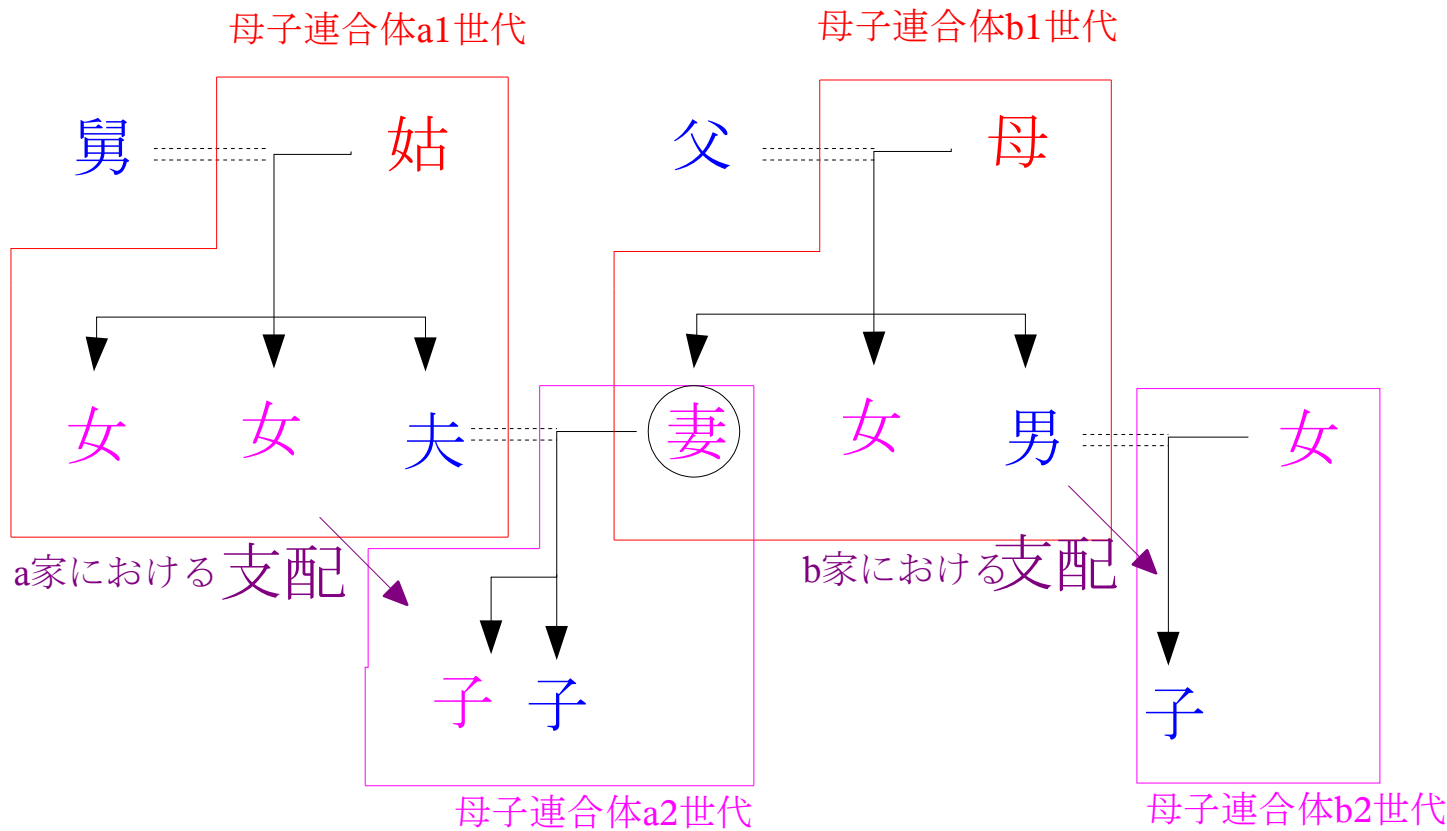 母子連合体a1世代
母子連合体b1世代
舅
姑
父
母
女
女
夫
妻
女
男
女
a家における支配
b家における支配
子
子
子
母子連合体a2世代
母子連合体b2世代